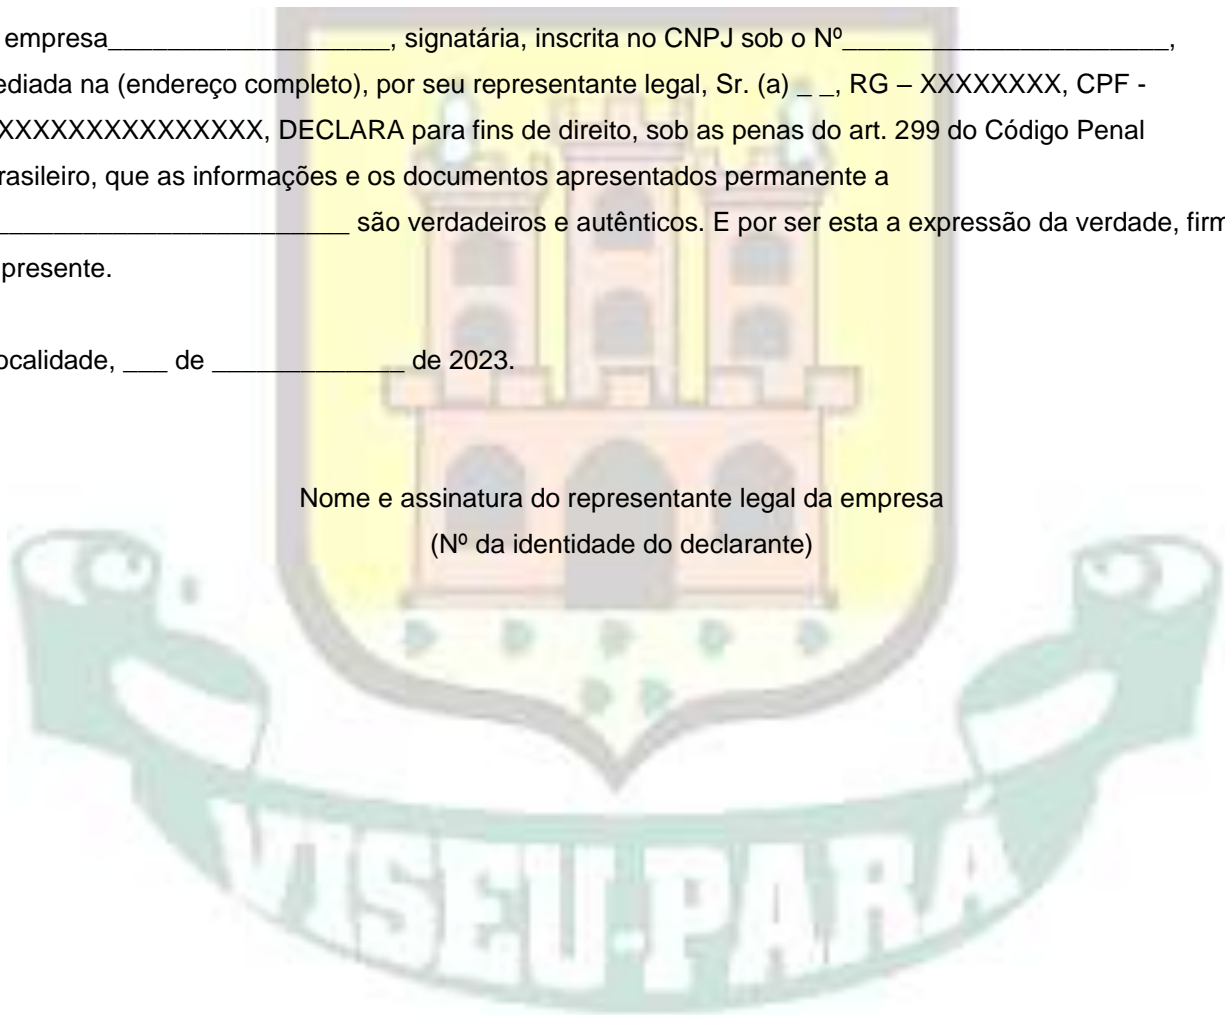 empresa___________________, signatária, inscrita no CNPJ sob o Nº______________________,
ediada na (endereço completo), por seu representante legal, Sr. (a) _ _, RG – XXXXXXXX, CPF -
XXXXXXXXXXXXXXX, DECLARA para fins de direito, sob as penas do art. 299 do Código Penal
rasileiro, que as informações e os documentos apresentados permanente a
________________________ são verdadeiros e autênticos. E por ser esta a expressão da verdade, firm
presente.
ocalidade, ___ de _____________ de 2023.
Nome e assinatura do representante legal da empresa
(Nº da identidade do declarante)
VISEU-PARÁ